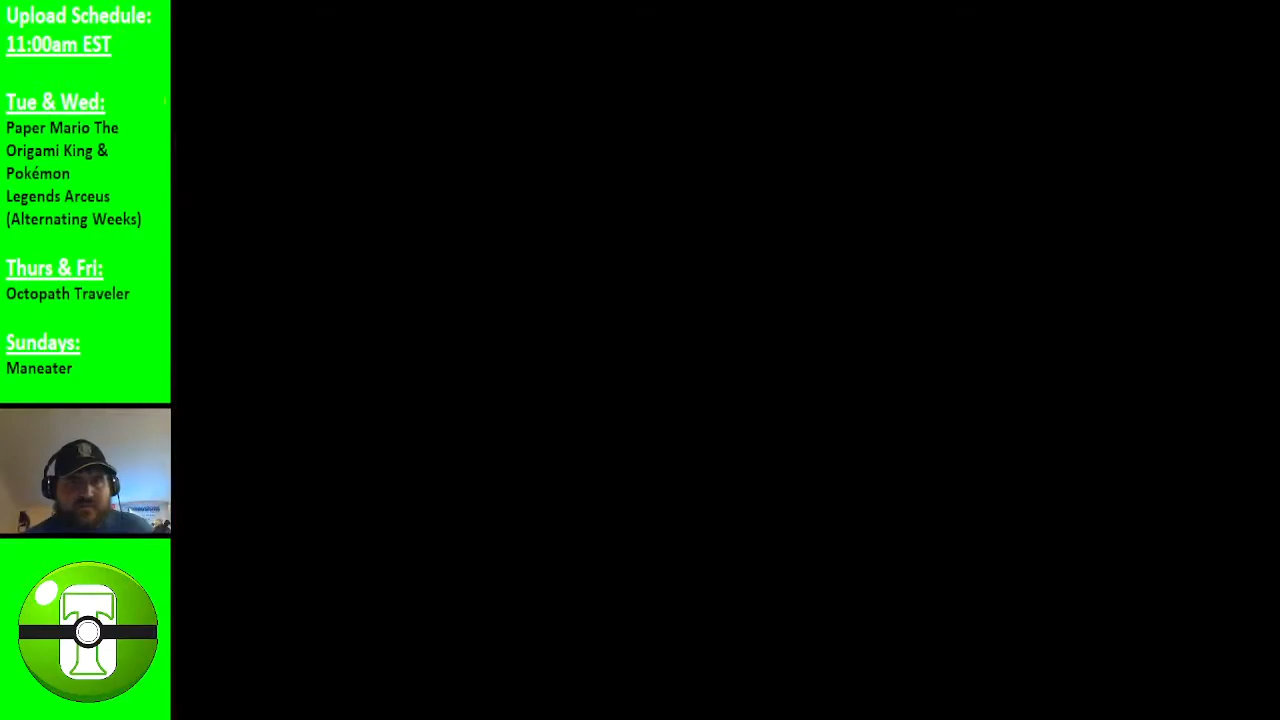 Upload Schedule:
11:00am EST
Tue & Wed:
Paper Mario The
Origami King &
Pokémon
Legends Arceus
(Alternating Weeks)
Thurs & Fri:
Octopath Traveler
Sundays:
Maneater
T